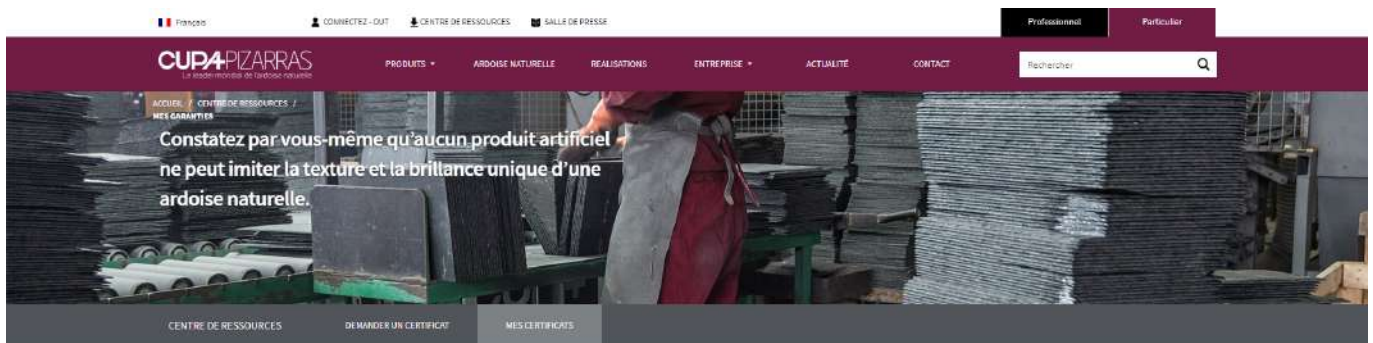 Français
CONNECTEZ-OUT
CENTRE DE RESSOURCES
SALLE DE PRESSE
Professionnel
Particulier
CUPA PIZARRAS
Le leader mondial de l'ardoise naturelle
PRODUITS
ARDOISE NATURELLE
REALISATIONS
ENTREPRISE
ACTUALITÉ
CONTACT
Rechercher
ACCUEIL / CENTRE DE RESSOURCES /
MES GARANTIES
Constatez par vous-même qu'aucun produit artificiel
ne peut imiter la texture et la brillance unique d'une
ardoise naturelle.
CENTRE DE RESSOURCES
DEMANDER UN CERTIFICAT
MES CERTIFICATS